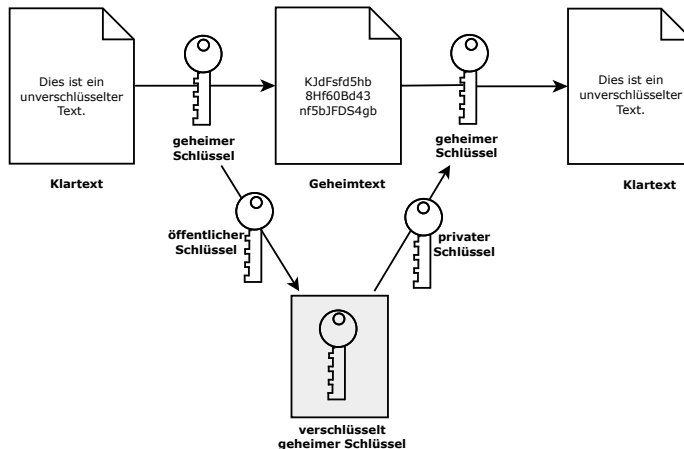 Dies ist ein
unverschlüsselter
Text.
KJdFsfd5hb
8Hf60Bd43
nf5bJFDS4gb
Dies ist ein
unverschlüsselter
Text.
geheimer
Schlüssel
geheimer
Schlüssel
Klartext
Geheimtext
Klartext
öffentlicher
Schlüssel
privater
Schlüssel
verschlüsselt
geheimer Schlüssel